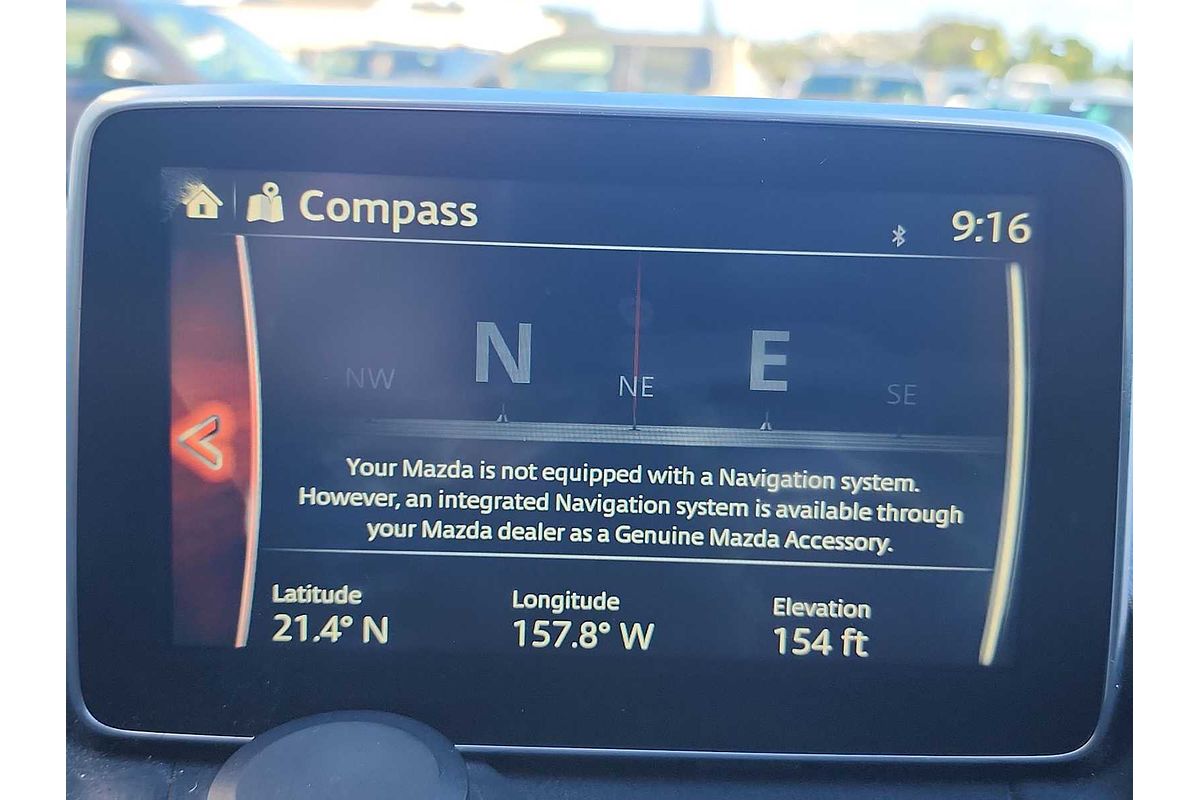 Compass
9:16
NW N NE E SE
Your Mazda is not equipped with a Navigation system.
However, an integrated Navigation system is available through
your Mazda dealer as a Genuine Mazda Accessory.
Latitude Longitude Elevation
21.4° N 157.8° W 154 ft